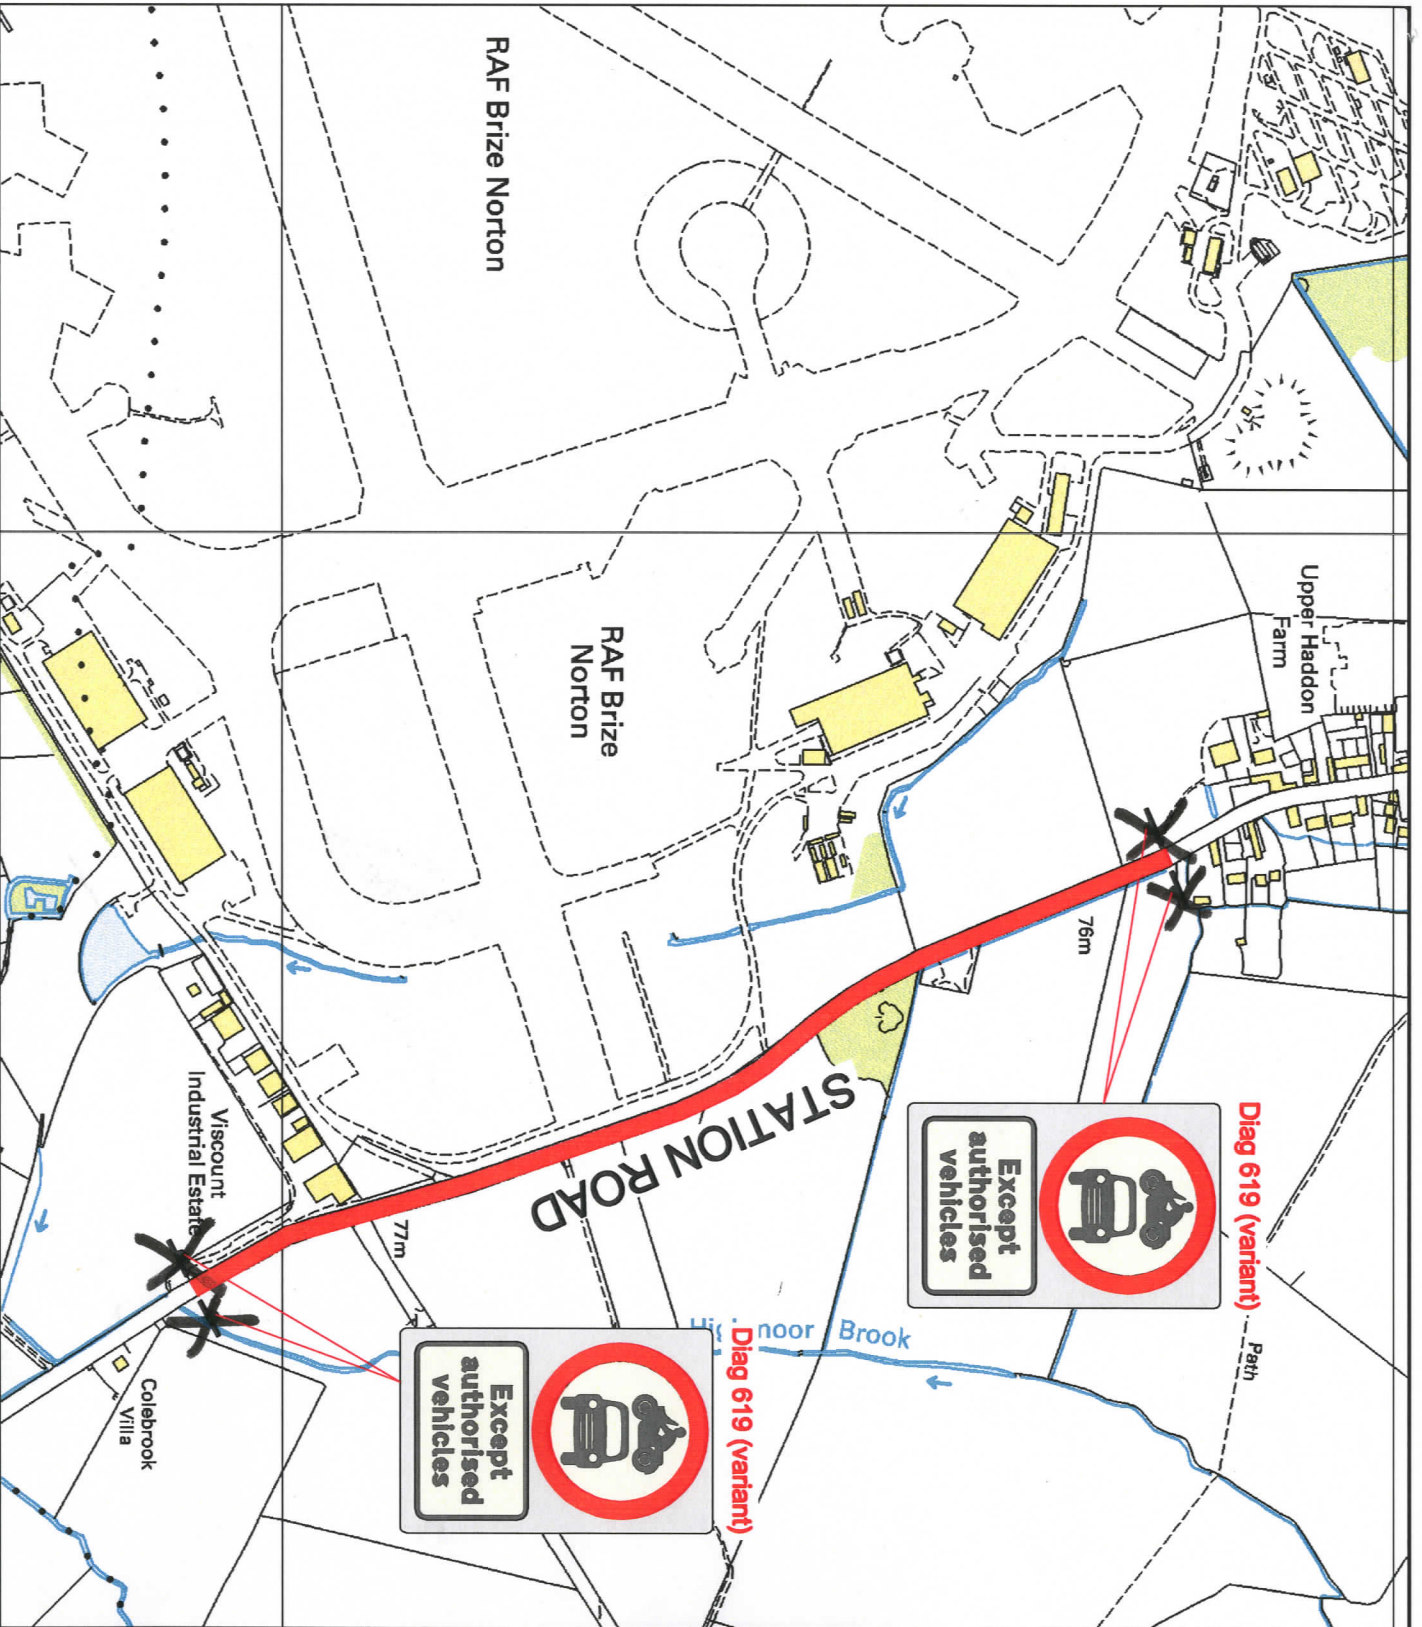 RAF Brize Norton
Upper Haddon
Farm
RAF Brize
Norton
76m
STATION ROAD
Diag 619 (variant)
Except
authorised
vehicles
Viscount
Industrial Estate
77m
Brook
Path
Diag 619 (variant)
Except
authorised
vehicles
Colebrook
Villa